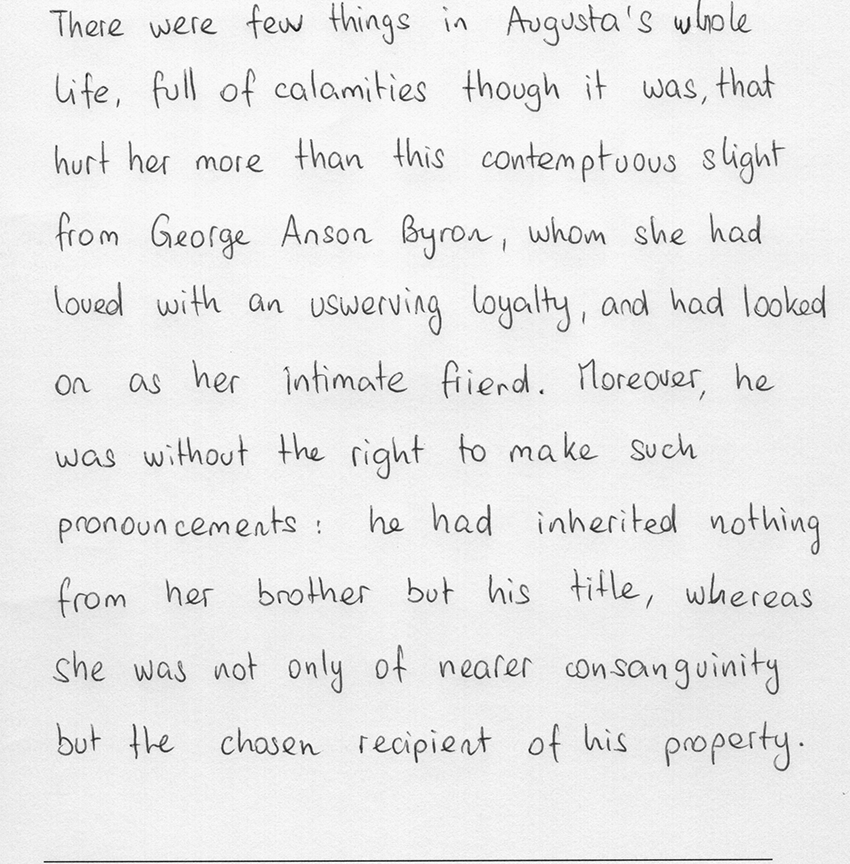 There were few things in Augusta's whole
life, full of calamities though it was, that
hurt her more than this contemptuous slight
from George Anson Byron, whom she had
loved with an uswerving loyalty, and had looked
on as her intimate friend. Moreover, he
was without the right to make such
pronouncements : he had inherited nothing
from her brother but his title, whereas
she was not only of nearer consanguinity
but the chosen recipient of his property.